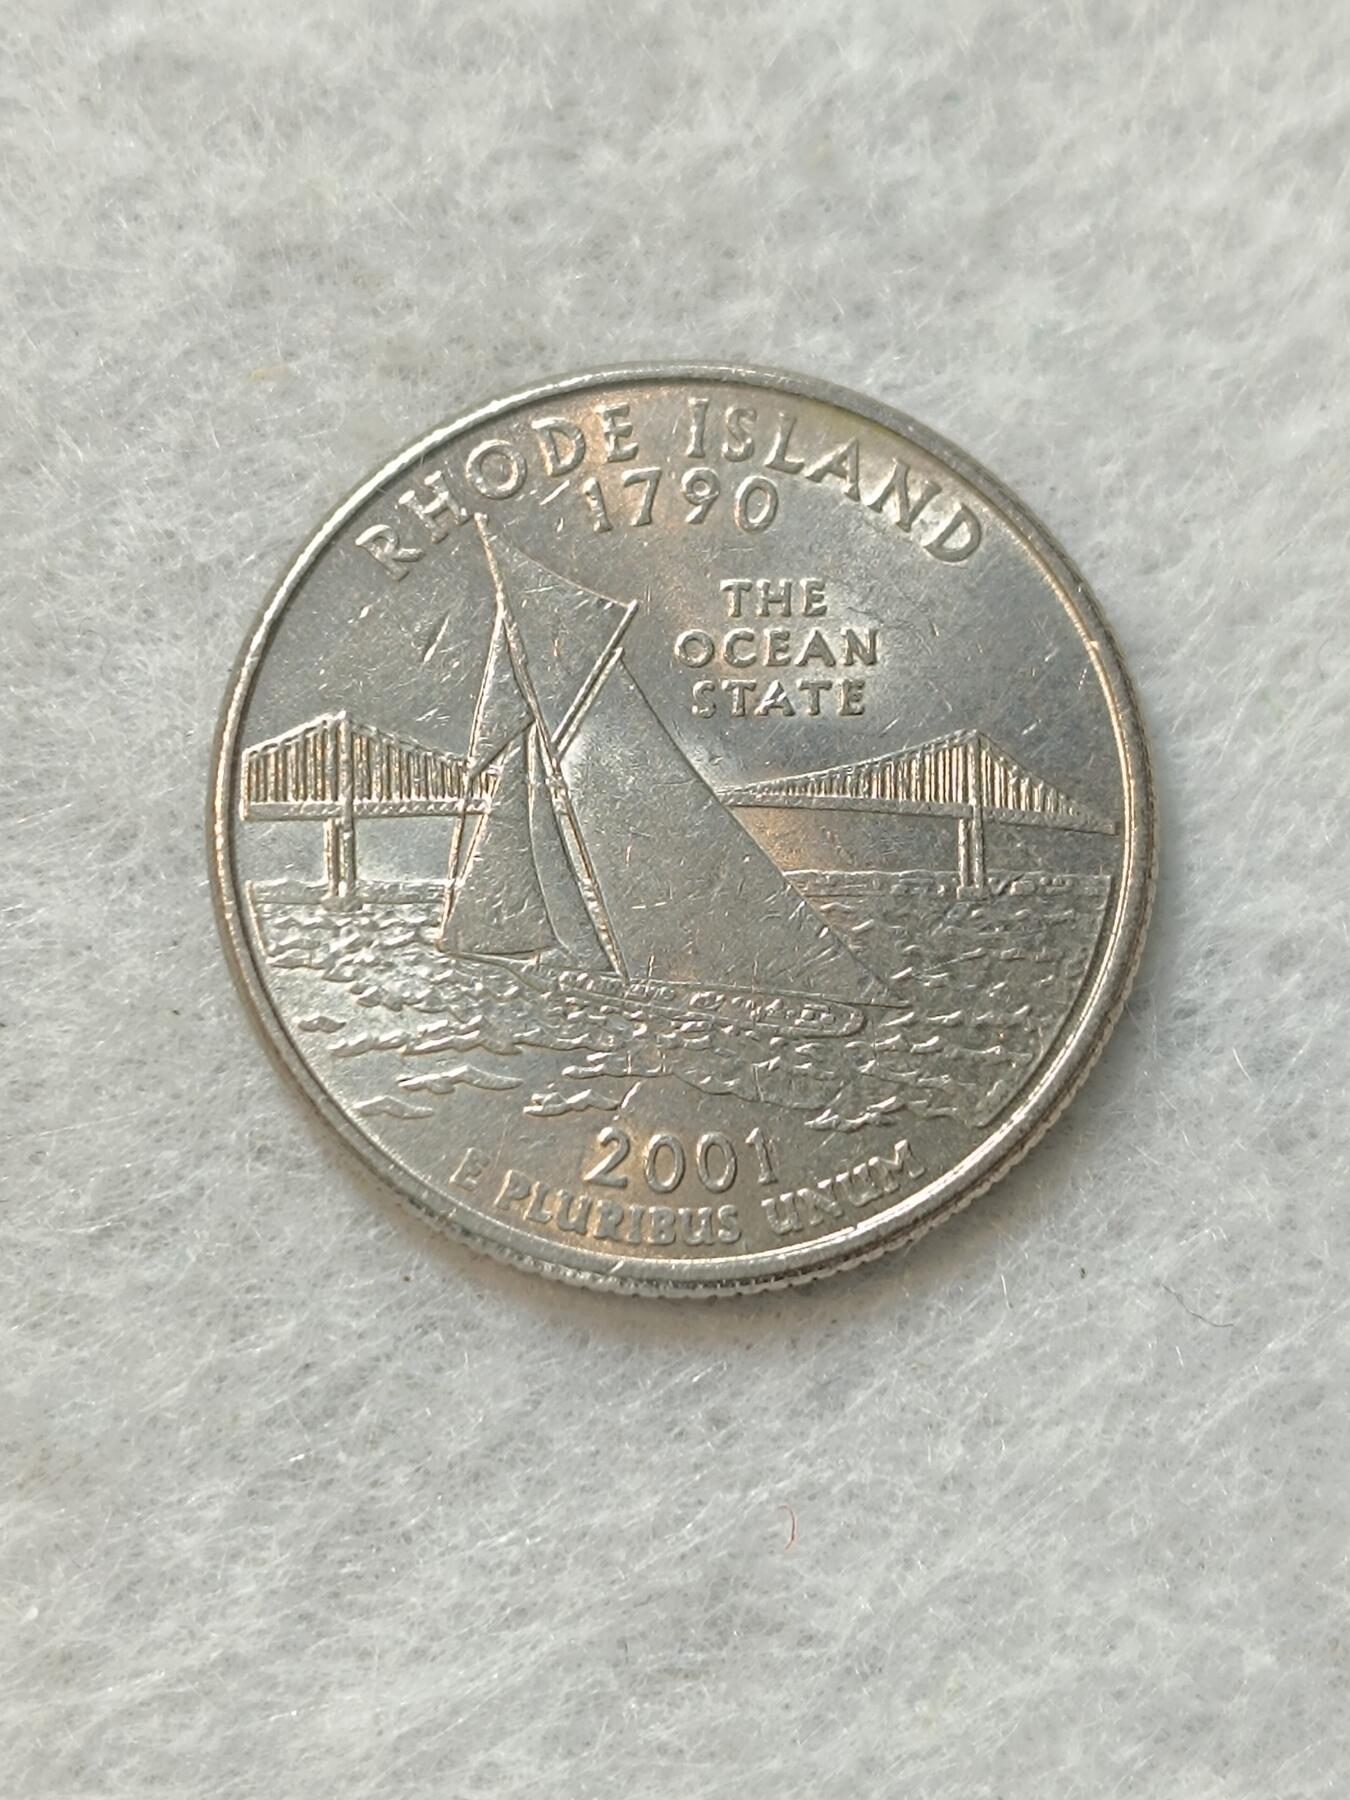 RHODE ISLAND
1790
THE
OCEAN
STATE
2001
E PLURIBUS UNUM